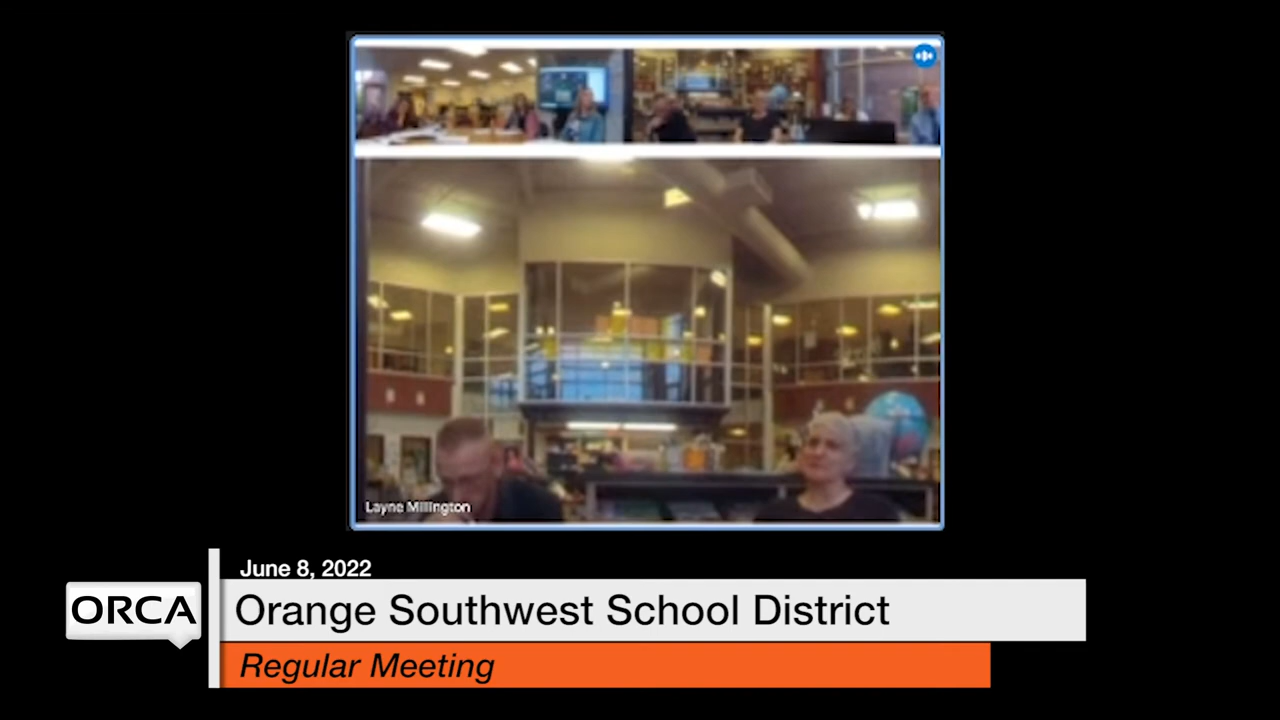 Layne Millington
June 8, 2022
ORCA
Orange Southwest School District
Regular Meeting